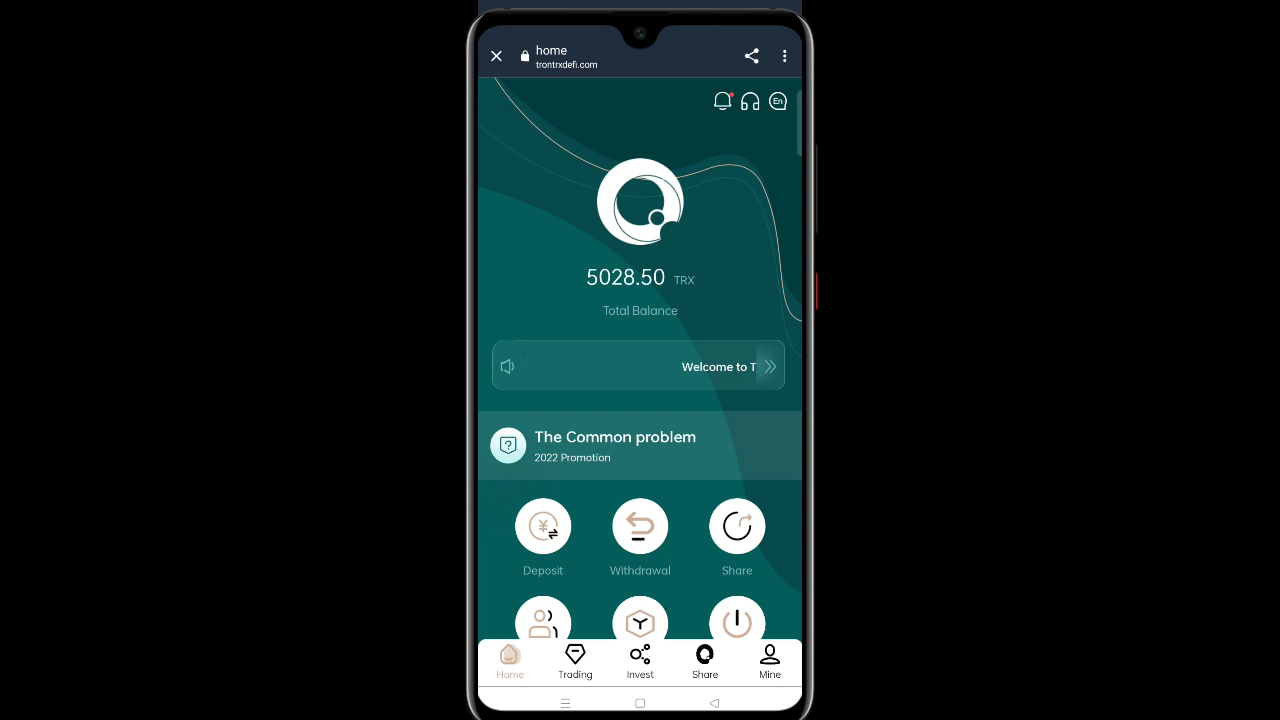 home
trontrxdefi.com
En
5028.50 TRX
Total Balance
Welcome to T
The Common problem
2022 Promotion
¥
Deposit
Withdrawal
Share
Home
Trading
Invest
Share
Mine